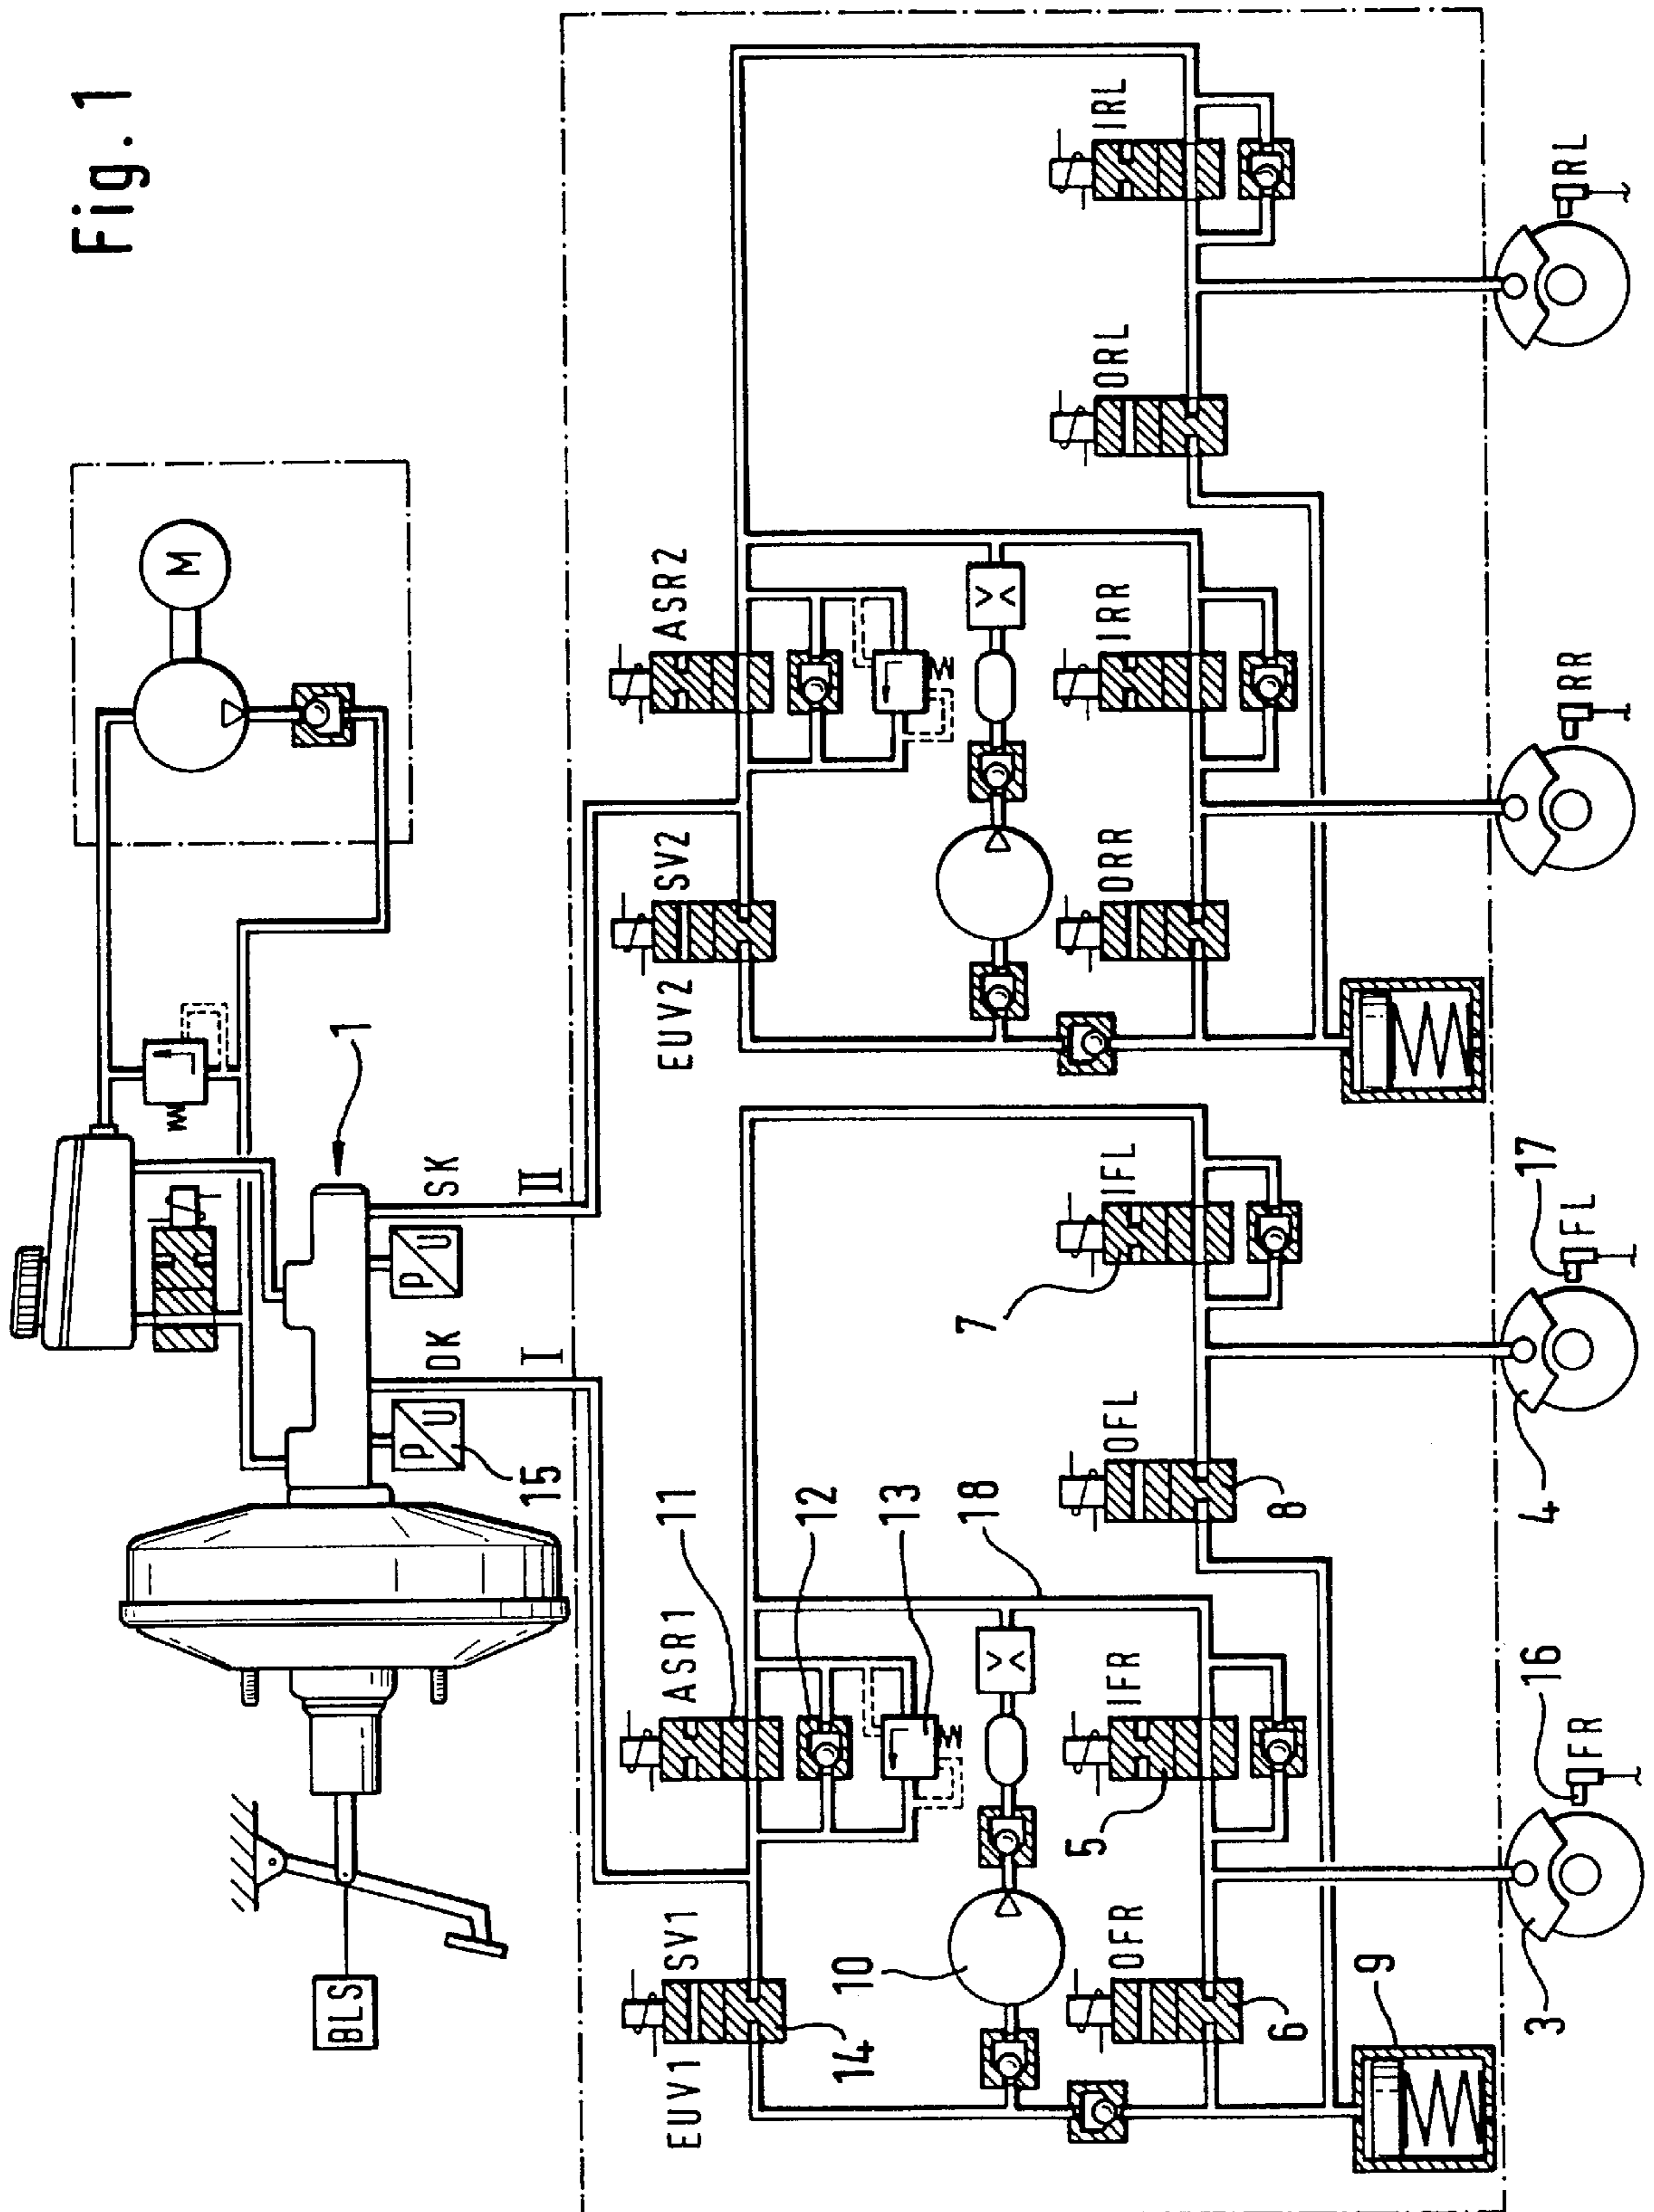 Fig. 1
M
1
BLS
P
U
15
DK
I
P
U
SK
II
EUV1
SV1
14
ASR1
11
12
13
18
10
OFR
6
IFR
5
OFL
8
IFL
7
9
3
16
FR
4
17
FL
EUV2
SV2
ASR2
ORR
IRR
ORL
IRL
RR
RL